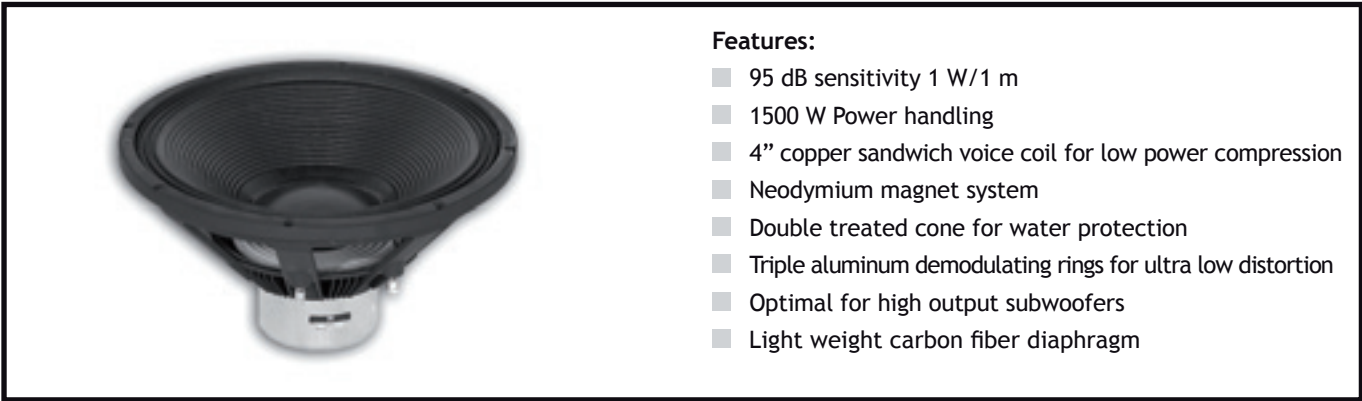 Features:
95 dB sensitivity 1 W/1 m
1500 W Power handling
4” copper sandwich voice coil for low power compression
Neodymium magnet system
Double treated cone for water protection
Triple aluminum demodulating rings for ultra low distortion
Optimal for high output subwoofers
Light weight carbon fiber diaphragm